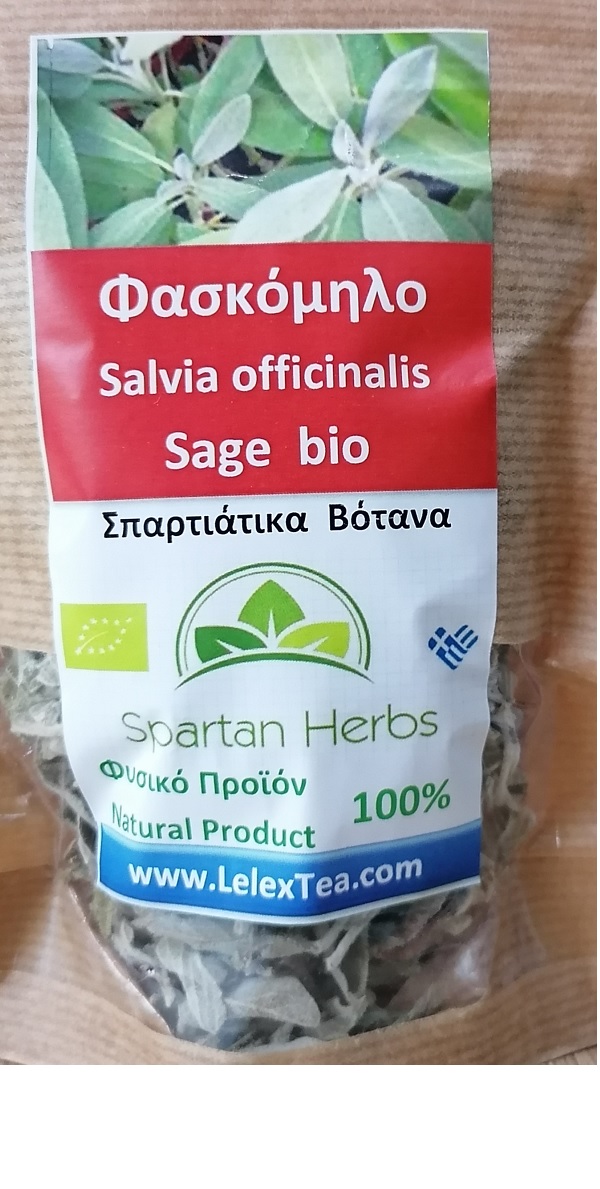 Φασκόμηλο
Salvia officinalis
Sage bio
Σπαρτιάτικα Βότανα
Spartan Herbs
Φυσικό Προϊόν
Natural Product
100%
www.LelexTea.com